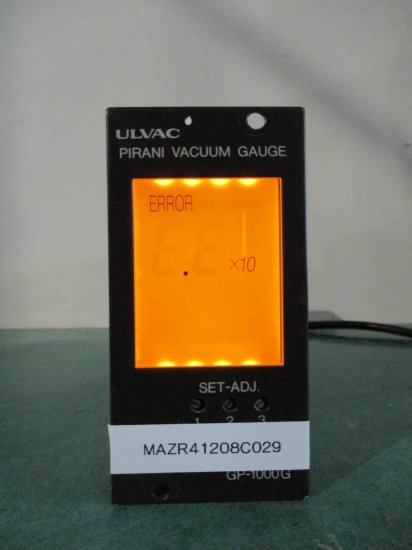 ULVAC
PIRANI VACUUM GAUGE
ERROR
×10
SET-ADJ.
1 2 3
MAZR41208C029
GP-1000G